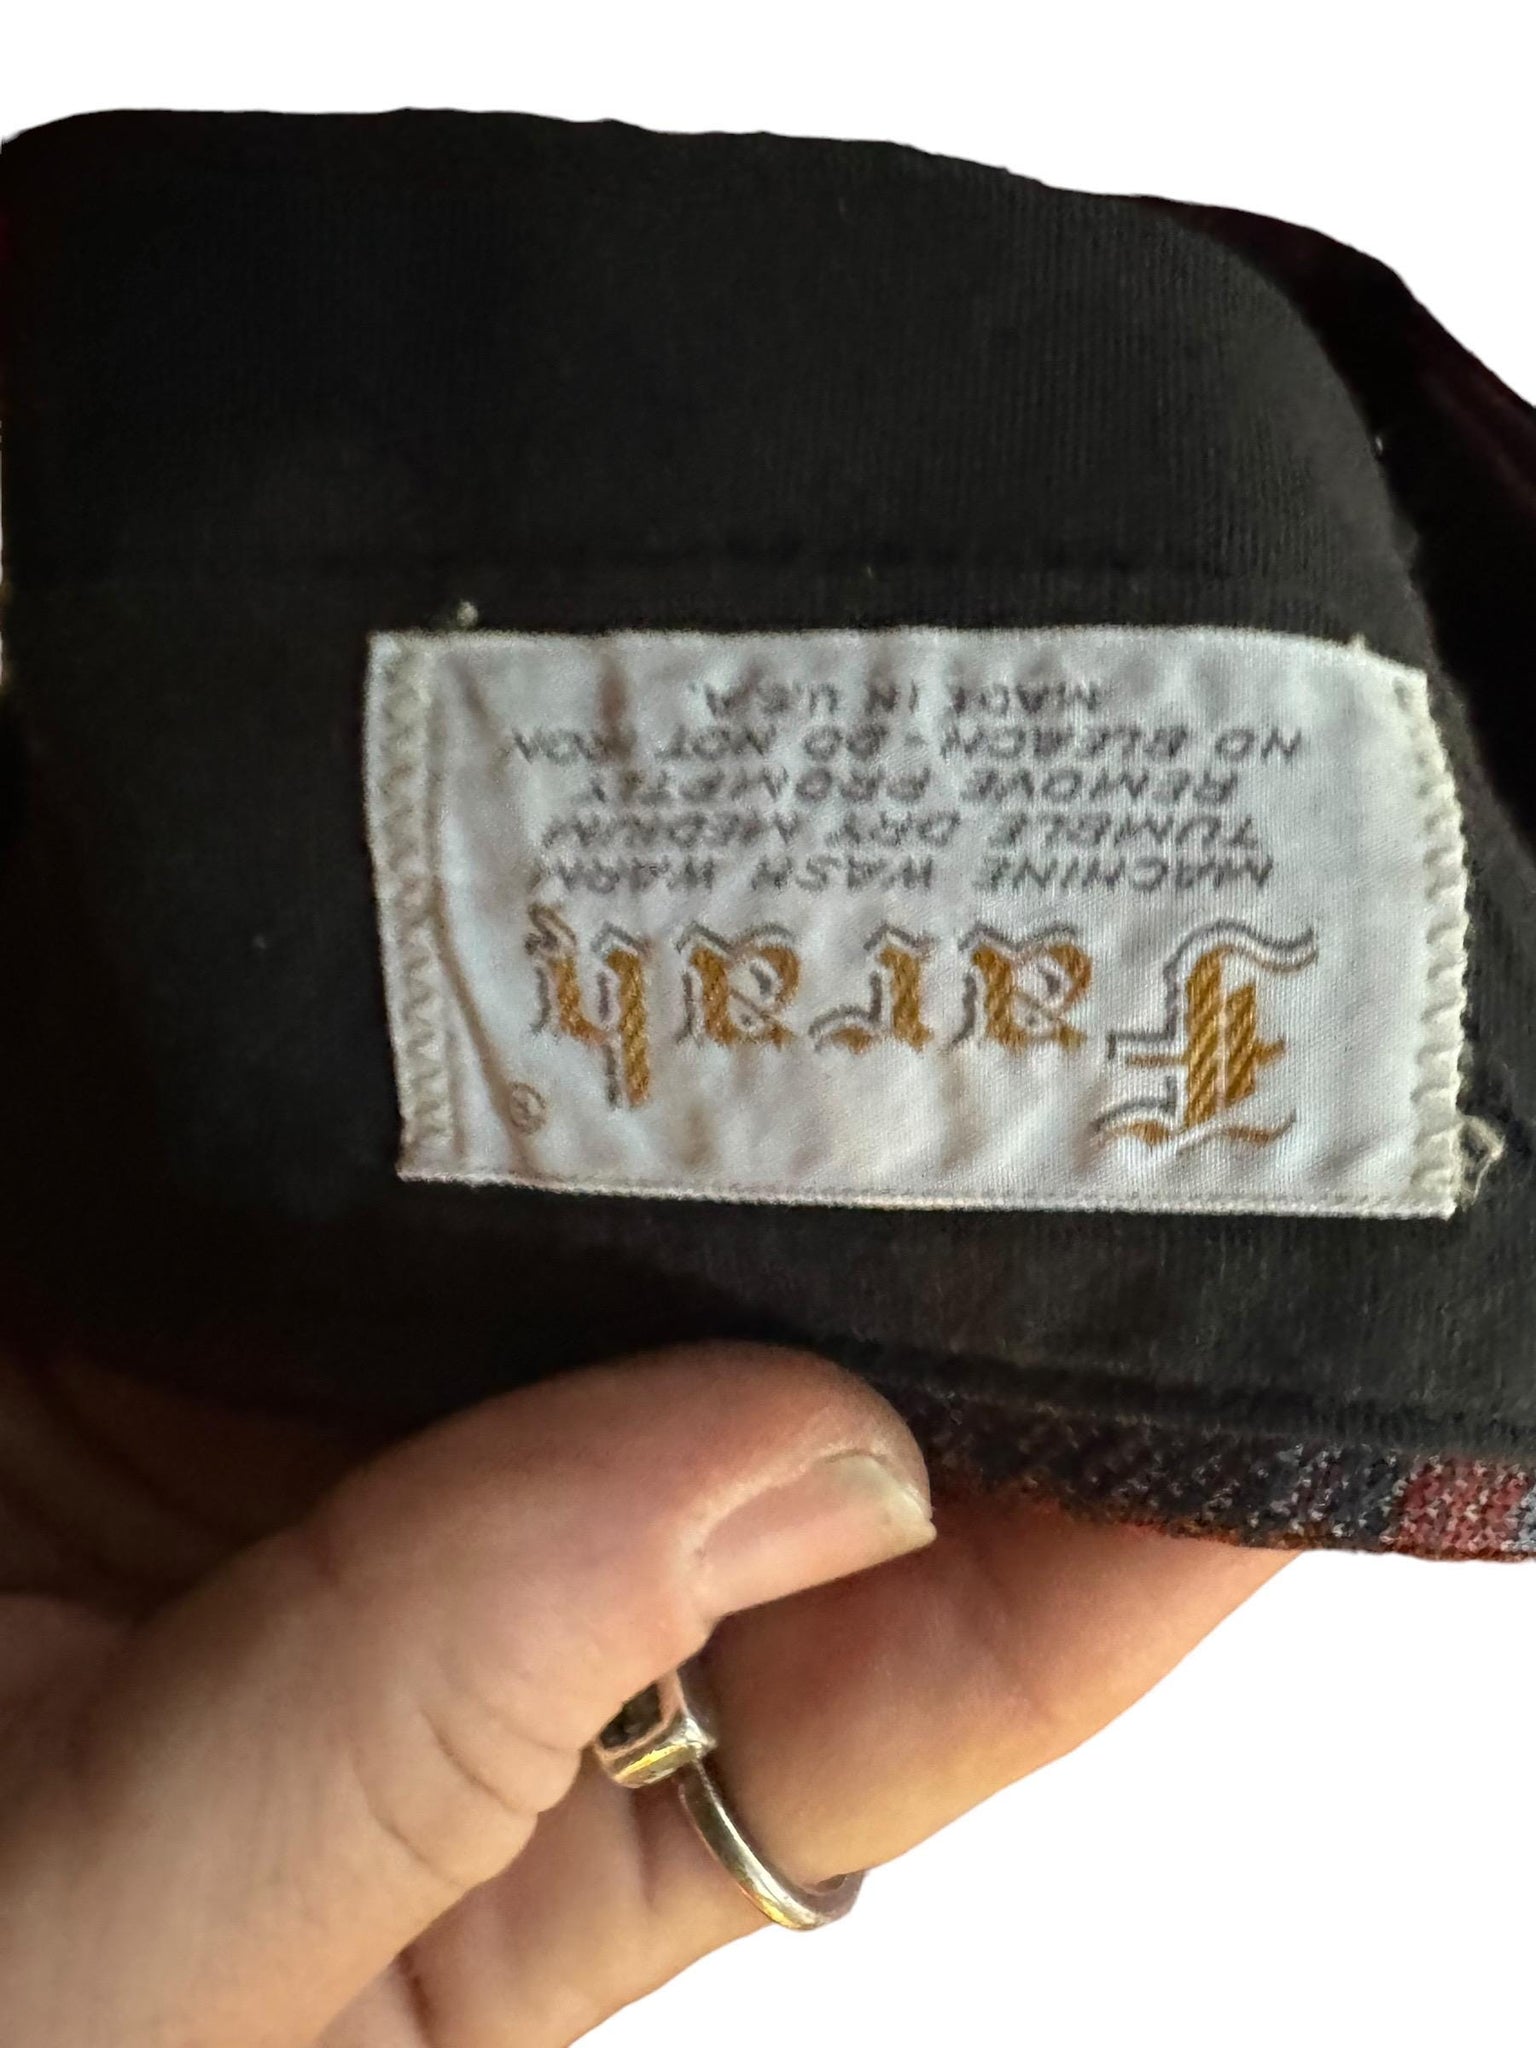 Farah®
MACHINE WASH WARM
TUMBLE DRY MEDIUM
REMOVE PROMPTLY
NO BLEACH - DO NOT IRON
MADE IN U.S.A.